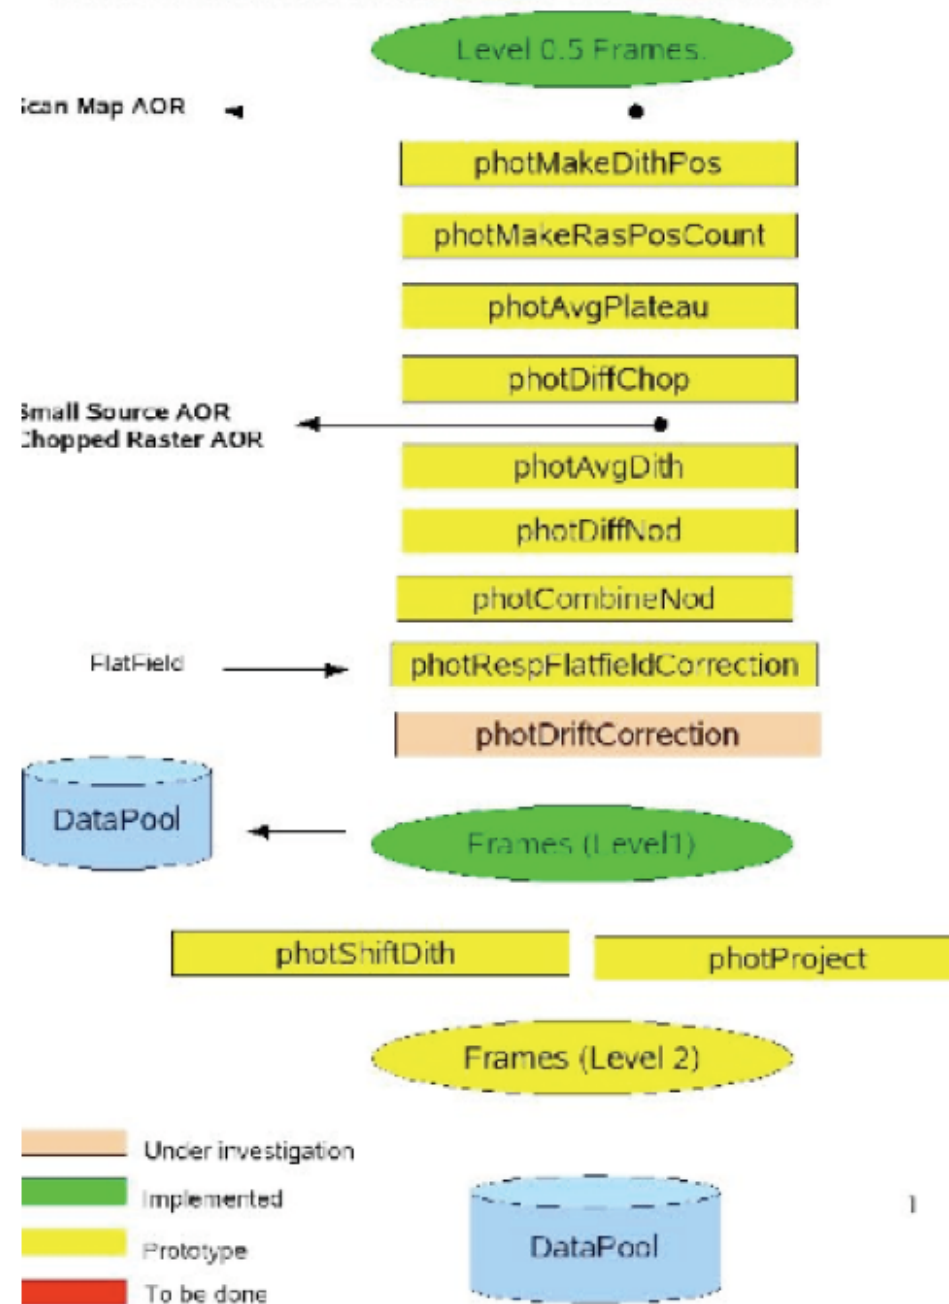 Level 0.5 Frames.
Scan Map AOR
photMakeDithPos
photMakeRasPosCount
photAvgPlateau
photDiffChop
Small Source AOR
Chopped Raster AOR
photAvgDith
photDiffNod
photCombineNod
FlatField
photRespFlatfieldCorrection
photDriftCorrection
DataPool
Frames (Level1)
photShiftDith
photProject
Frames (Level 2)
Under investigation
Implemented
1
Prototype
DataPool
To be done